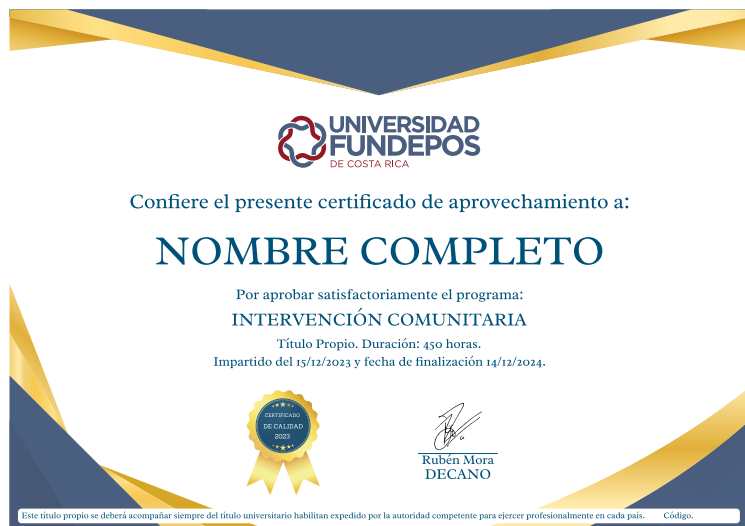 UNIVERSIDAD
FUNDEPOS
DE COSTA RICA
Confiere el presente certificado de aprovechamiento a:
NOMBRE COMPLETO
Por aprobar satisfactoriamente el programa:
INTERVENCIÓN COMUNITARIA
Título Propio. Duración: 450 horas.
Impartido del 15/12/2023 y fecha de finalización 14/12/2024.
CERTIFICADO
DE CALIDAD
2023
Rubén Mora
DECANO
Este titulo propio se deberá acompañar siempre del titulo universitario habilitan expedido por la autoridad competente para ejercer profesionalmente en cada país. Código.